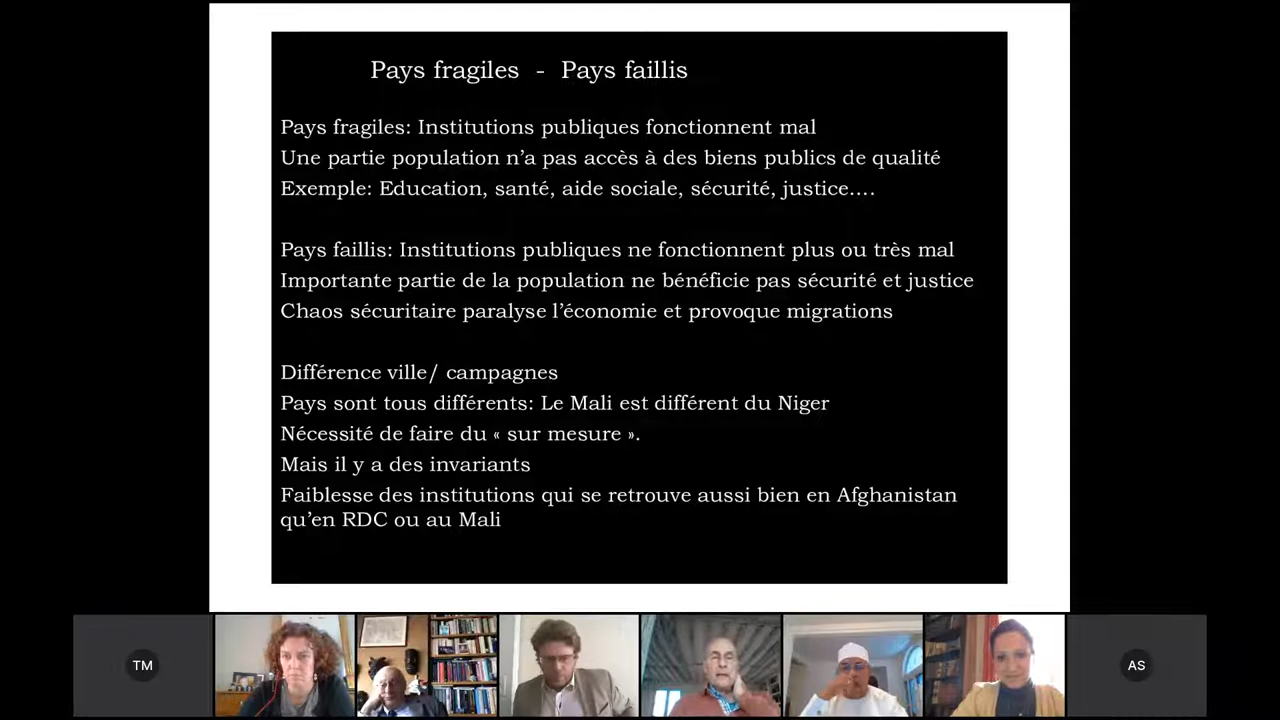 Pays fragiles - Pays faillis
Pays fragiles: Institutions publiques fonctionnent mal
Une partie population n’a pas accès à des biens publics de qualité
Exemple: Education, santé, aide sociale, sécurité, justice….
Pays faillis: Institutions publiques ne fonctionnent plus ou très mal
Importante partie de la population ne bénéficie pas sécurité et justice
Chaos sécuritaire paralyse l’économie et provoque migrations
Différence ville/ campagnes
Pays sont tous différents: Le Mali est différent du Niger
Nécessité de faire du « sur mesure ».
Mais il y a des invariants
Faiblesse des institutions qui se retrouve aussi bien en Afghanistan
qu’en RDC ou au Mali
TM
AS